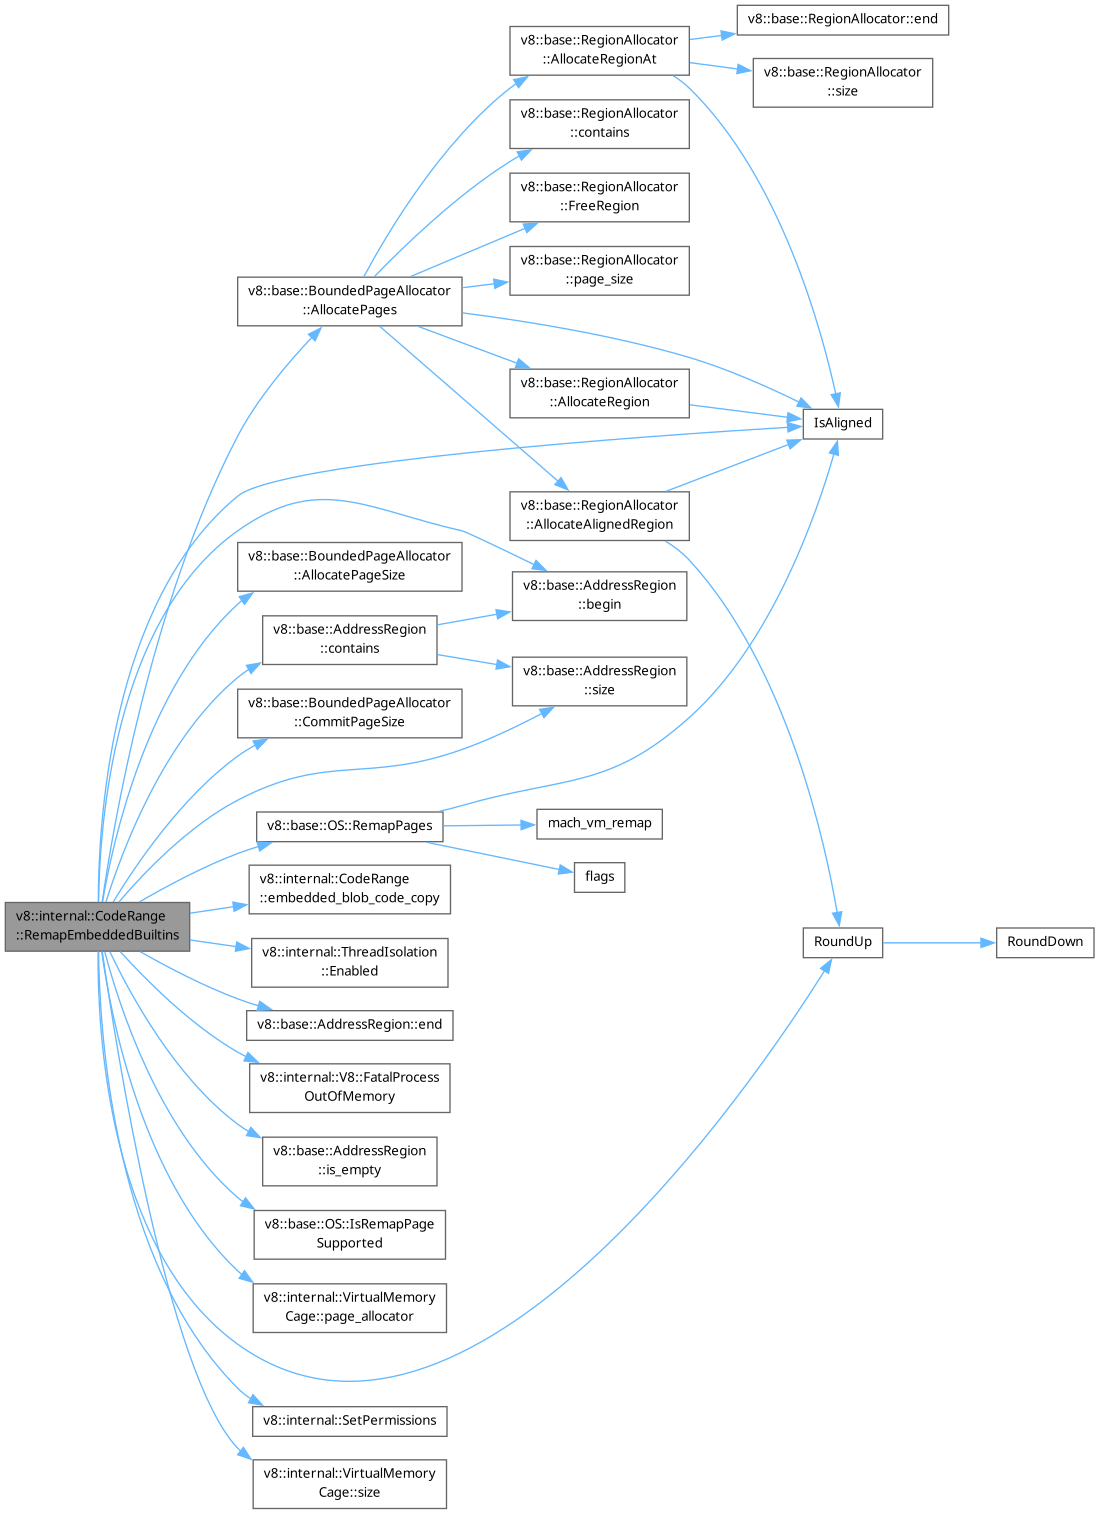 v8::base::RegionAllocator::end
v8::base::RegionAllocator
::AllocateRegionAt
v8::base::RegionAllocator
::size
v8::base::RegionAllocator
::contains
v8::base::RegionAllocator
::FreeRegion
v8::base::RegionAllocator
::page_size
v8::base::BoundedPageAllocator
::AllocatePages
v8::base::RegionAllocator
::AllocateRegion
IsAligned
v8::base::RegionAllocator
::AllocateAlignedRegion
v8::base::BoundedPageAllocator
::AllocatePageSize
v8::base::AddressRegion
::begin
v8::base::AddressRegion
::contains
v8::base::AddressRegion
::size
v8::base::BoundedPageAllocator
::CommitPageSize
v8::base::OS::RemapPages
mach_vm_remap
flags
v8::internal::CodeRange
::embedded_blob_code_copy
v8::internal::CodeRange
::RemapEmbeddedBuiltins
RoundUp
RoundDown
v8::internal::ThreadIsolation
::Enabled
v8::base::AddressRegion::end
v8::internal::V8::FatalProcess
OutOfMemory
v8::base::AddressRegion
::is_empty
v8::base::OS::IsRemapPage
Supported
v8::internal::VirtualMemory
Cage::page_allocator
v8::internal::SetPermissions
v8::internal::VirtualMemory
Cage::size